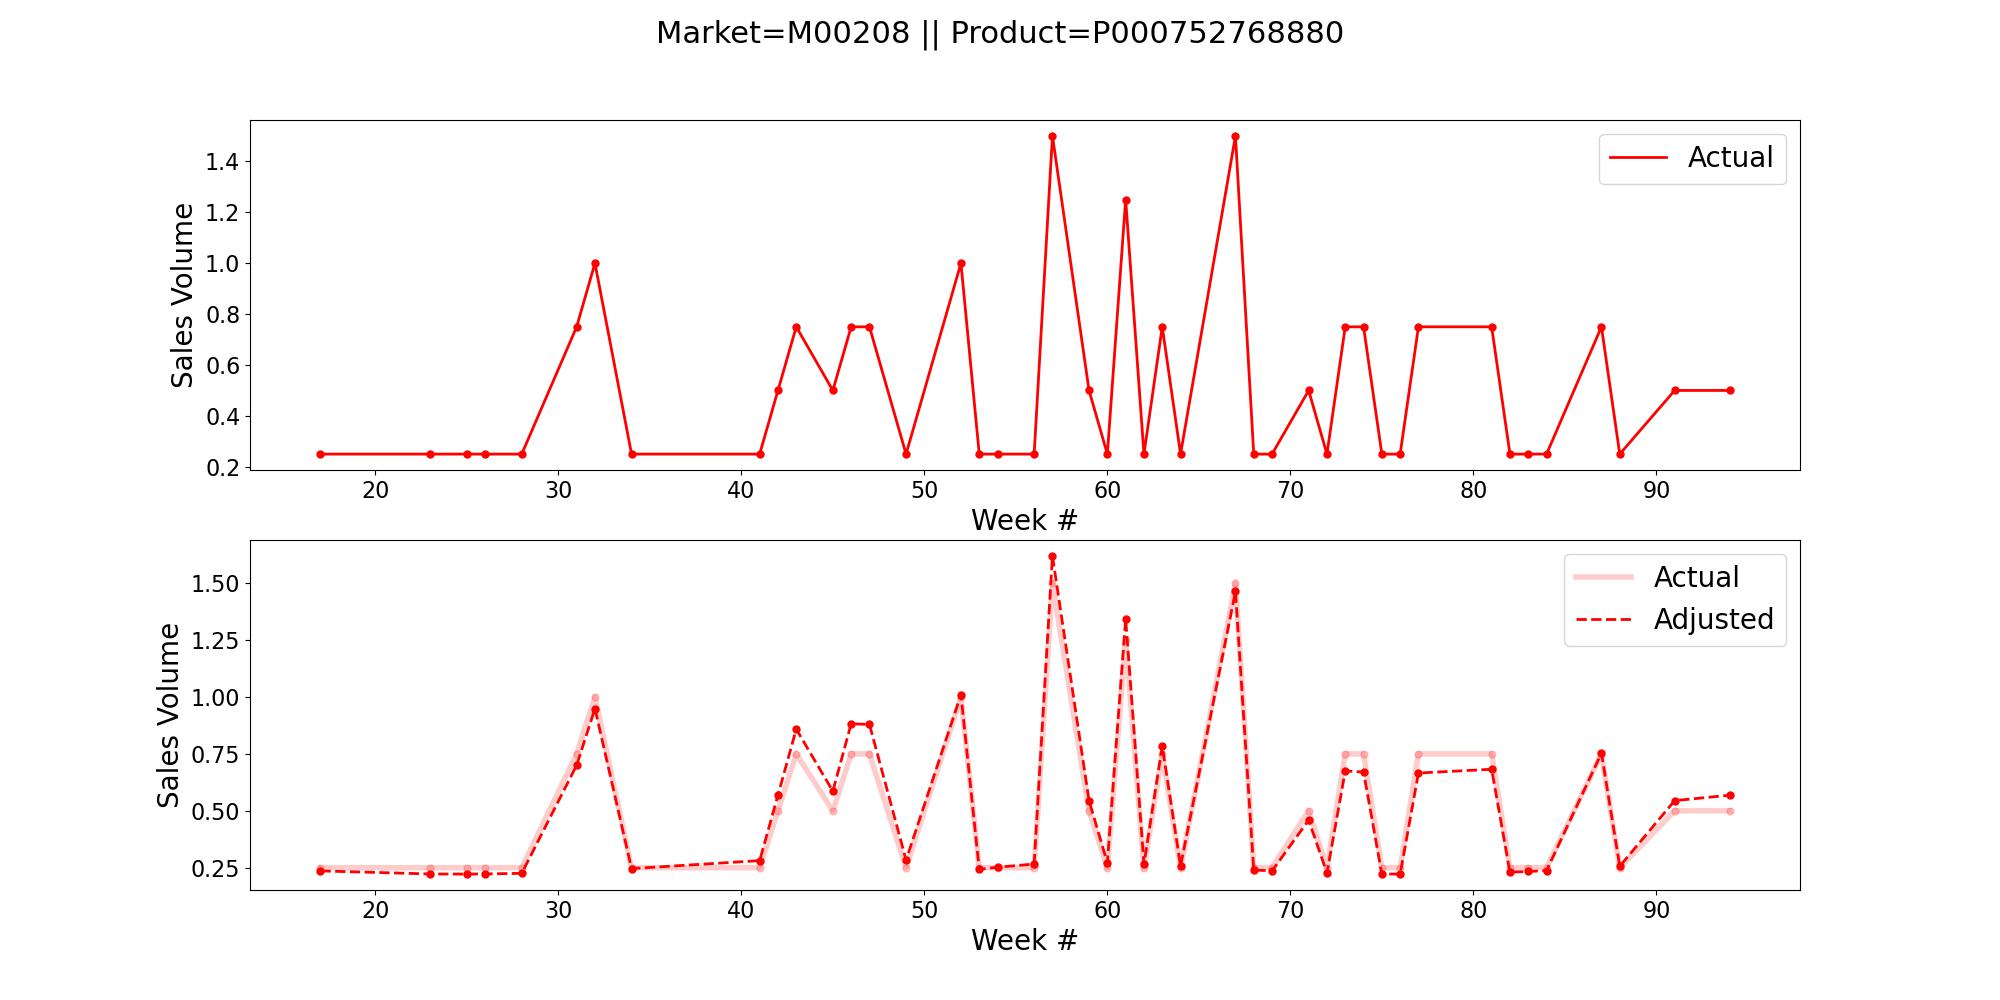 Market=M00208 || Product=P000752768880
1.4
1.2
1.0
0.8
0.6
0.4
0.2
Sales Volume
Actual
20 30 40 50 60 70 80 90
Week #
1.50
1.25
1.00
0.75
0.50
0.25
Sales Volume
Actual
Adjusted
20 30 40 50 60 70 80 90
Week #